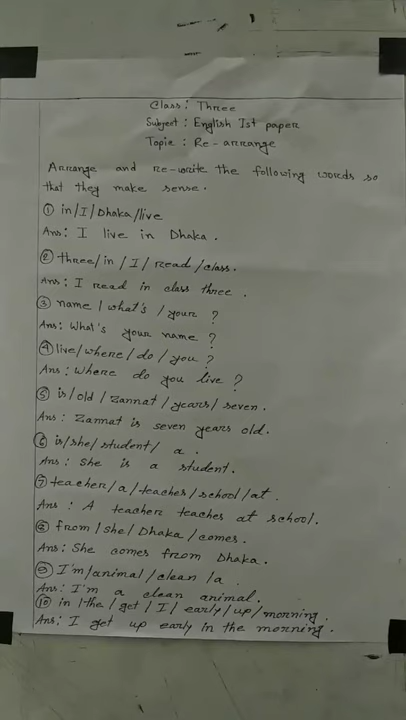 Class: Three
Subject: English Ist paper
Topic: Re-arrange
Arrange and re-write the following words so
that they make sense.
① in/I/Dhaka/live
Ans: I live in Dhaka.
② three/in/I/read/class.
Ans: I read in class three.
③ name/what's/your?
Ans: What's your name?
④ live/where/do/you?
Ans: Where do you live?
⑤ is/old/Zannat/years/seven.
Ans: Zannat is seven years old.
⑥ is/she/student/a.
Ans: She is a student.
⑦ teacher/a/teaches/school/at.
Ans: A teacher teaches at school.
⑧ from/she/Dhaka/comes.
Ans: She comes from Dhaka.
⑨ I'm/animal/clean/a.
Ans: I'm a clean animal.
⑩ in/the/get/I/early/up/morning.
Ans: I get up early in the morning.